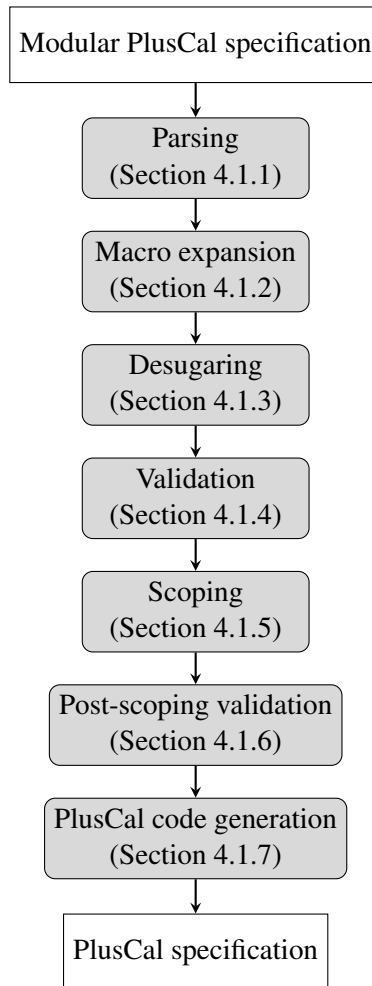 Modular PlusCal specification
Parsing
(Section 4.1.1)
Macro expansion
(Section 4.1.2)
Desugaring
(Section 4.1.3)
Validation
(Section 4.1.4)
Scoping
(Section 4.1.5)
Post-scoping validation
(Section 4.1.6)
PlusCal code generation
(Section 4.1.7)
PlusCal specification